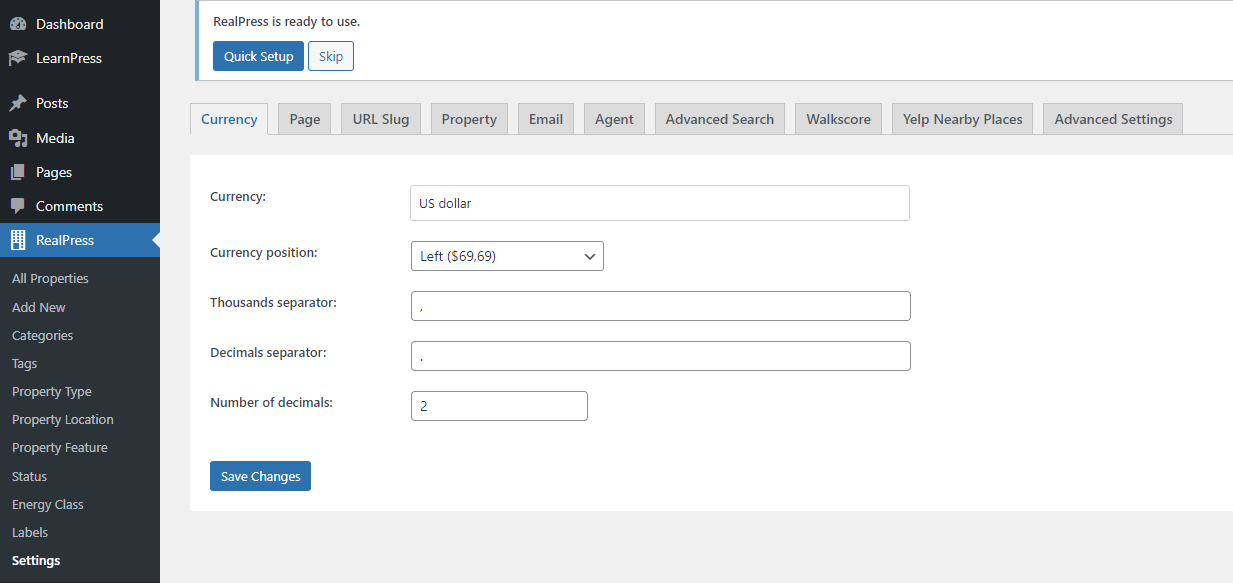 Dashboard
LearnPress
Posts
Media
Pages
Comments
RealPress
All Properties
Add New
Categories
Tags
Property Type
Property Location
Property Feature
Status
Energy Class
Labels
Settings
RealPress is ready to use.
Quick Setup Skip
Currency Page URL Slug Property Email Agent Advanced Search Walkscore Yelp Nearby Places Advanced Settings
Currency: US dollar
Currency position: Left ($69,69)
Thousands separator: ,
Decimals separator: .
Number of decimals: 2
Save Changes